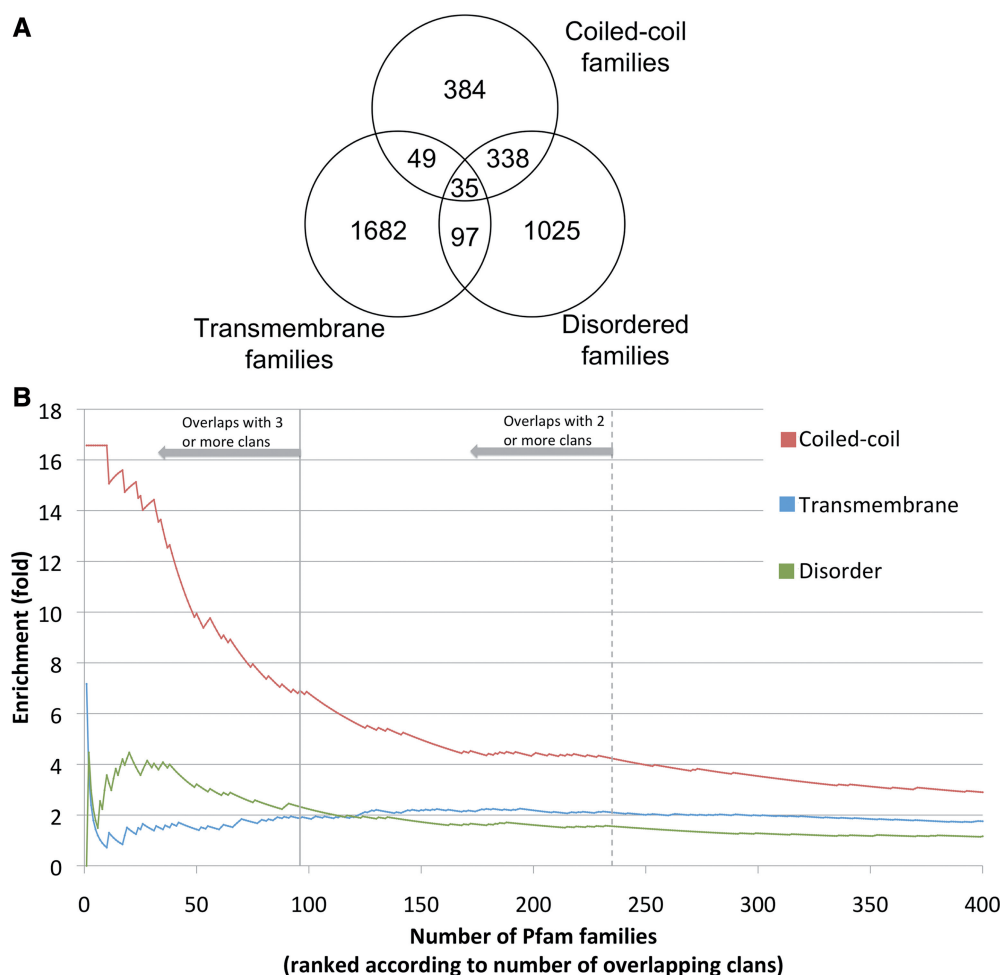 A
Coiled-coil
families
384
49
338
35
1682
97
1025
Transmembrane
families
Disordered
families
B
18
16
14
12
10
8
6
4
2
0
Enrichment (fold)
Overlaps with 3
or more clans
Overlaps with 2
or more clans
Coiled-coil
Transmembrane
Disorder
0 50 100 150 200 250 300 350 400
Number of Pfam families
(ranked according to number of overlapping clans)